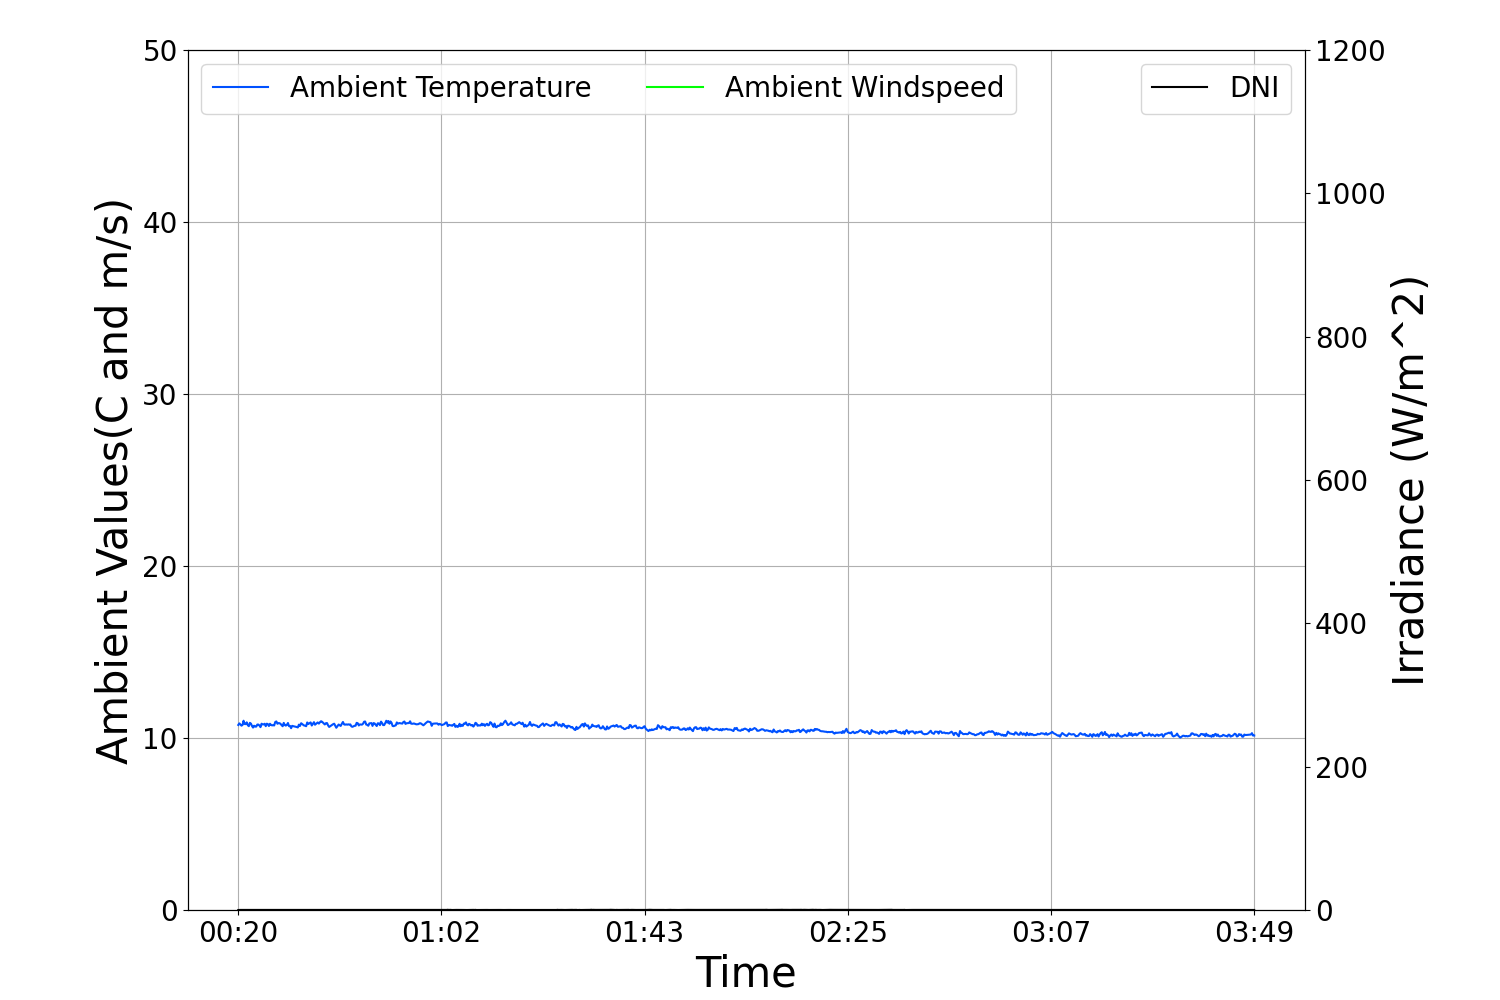 Ambient Temperature
Ambient Windspeed
DNI
Ambient Values(C and m/s)
50
40
30
20
10
0
1200
1000
800
600
400
200
0
Irradiance (W/m^2)
00:20 01:02 01:43 02:25 03:07 03:49
Time